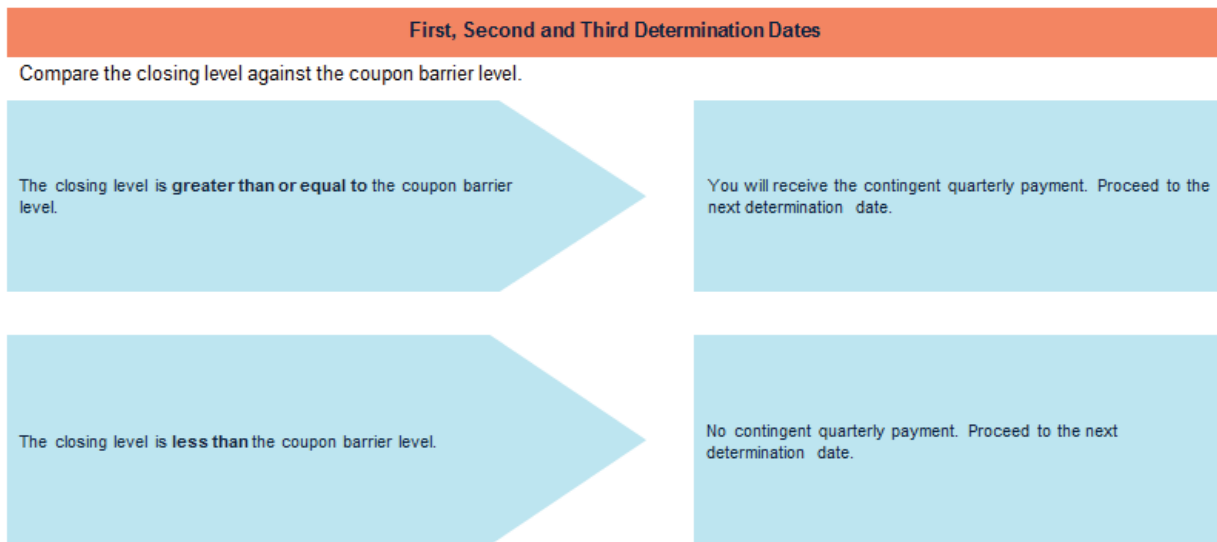 First, Second and Third Determination Dates
Compare the closing level against the coupon barrier level.
The closing level is greater than or equal to the coupon barrier
level.
You will receive the contingent quarterly payment. Proceed to the
next determination date.
The closing level is less than the coupon barrier level.
No contingent quarterly payment. Proceed to the next
determination date.